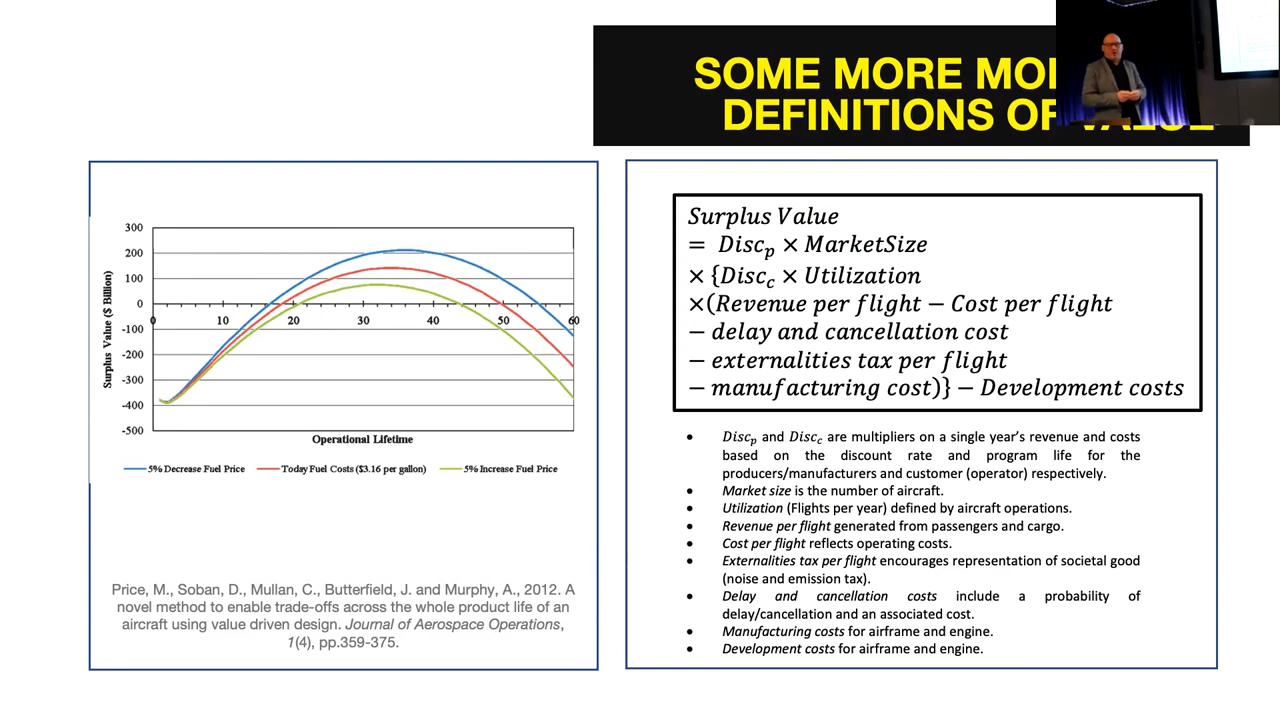 SOME MORE
DEFINITIONS OF VALUE
300
200
100
0
-100
-200
-300
-400
-500
0
10
20
30
40
50
60
Surplus Value ($ Billion)
Operational Lifetime
5% Decrease Fuel Price
Today Fuel Costs ($3.16 per gallon)
5% Increase Fuel Price
Price, M., Soban, D., Mullan, C., Butterfield, J. and Murphy, A., 2012. A
novel method to enable trade-offs across the whole product life of an
aircraft using value driven design. Journal of Aerospace Operations,
1(4), pp.359-375.
Surplus Value
= Disc_p × MarketSize
× {Disc_c × Utilization
×(Revenue per flight − Cost per flight
− delay and cancellation cost
− externalities tax per flight
− manufacturing cost)} − Development costs
• Disc_p and Disc_c are multipliers on a single year's revenue and costs
based on the discount rate and program life for the
producers/manufacturers and customer (operator) respectively.
• Market size is the number of aircraft.
• Utilization (Flights per year) defined by aircraft operations.
• Revenue per flight generated from passengers and cargo.
• Cost per flight reflects operating costs.
• Externalities tax per flight encourages representation of societal good
(noise and emission tax).
• Delay and cancellation costs include a probability of
delay/cancellation and an associated cost.
• Manufacturing costs for airframe and engine.
• Development costs for airframe and engine.